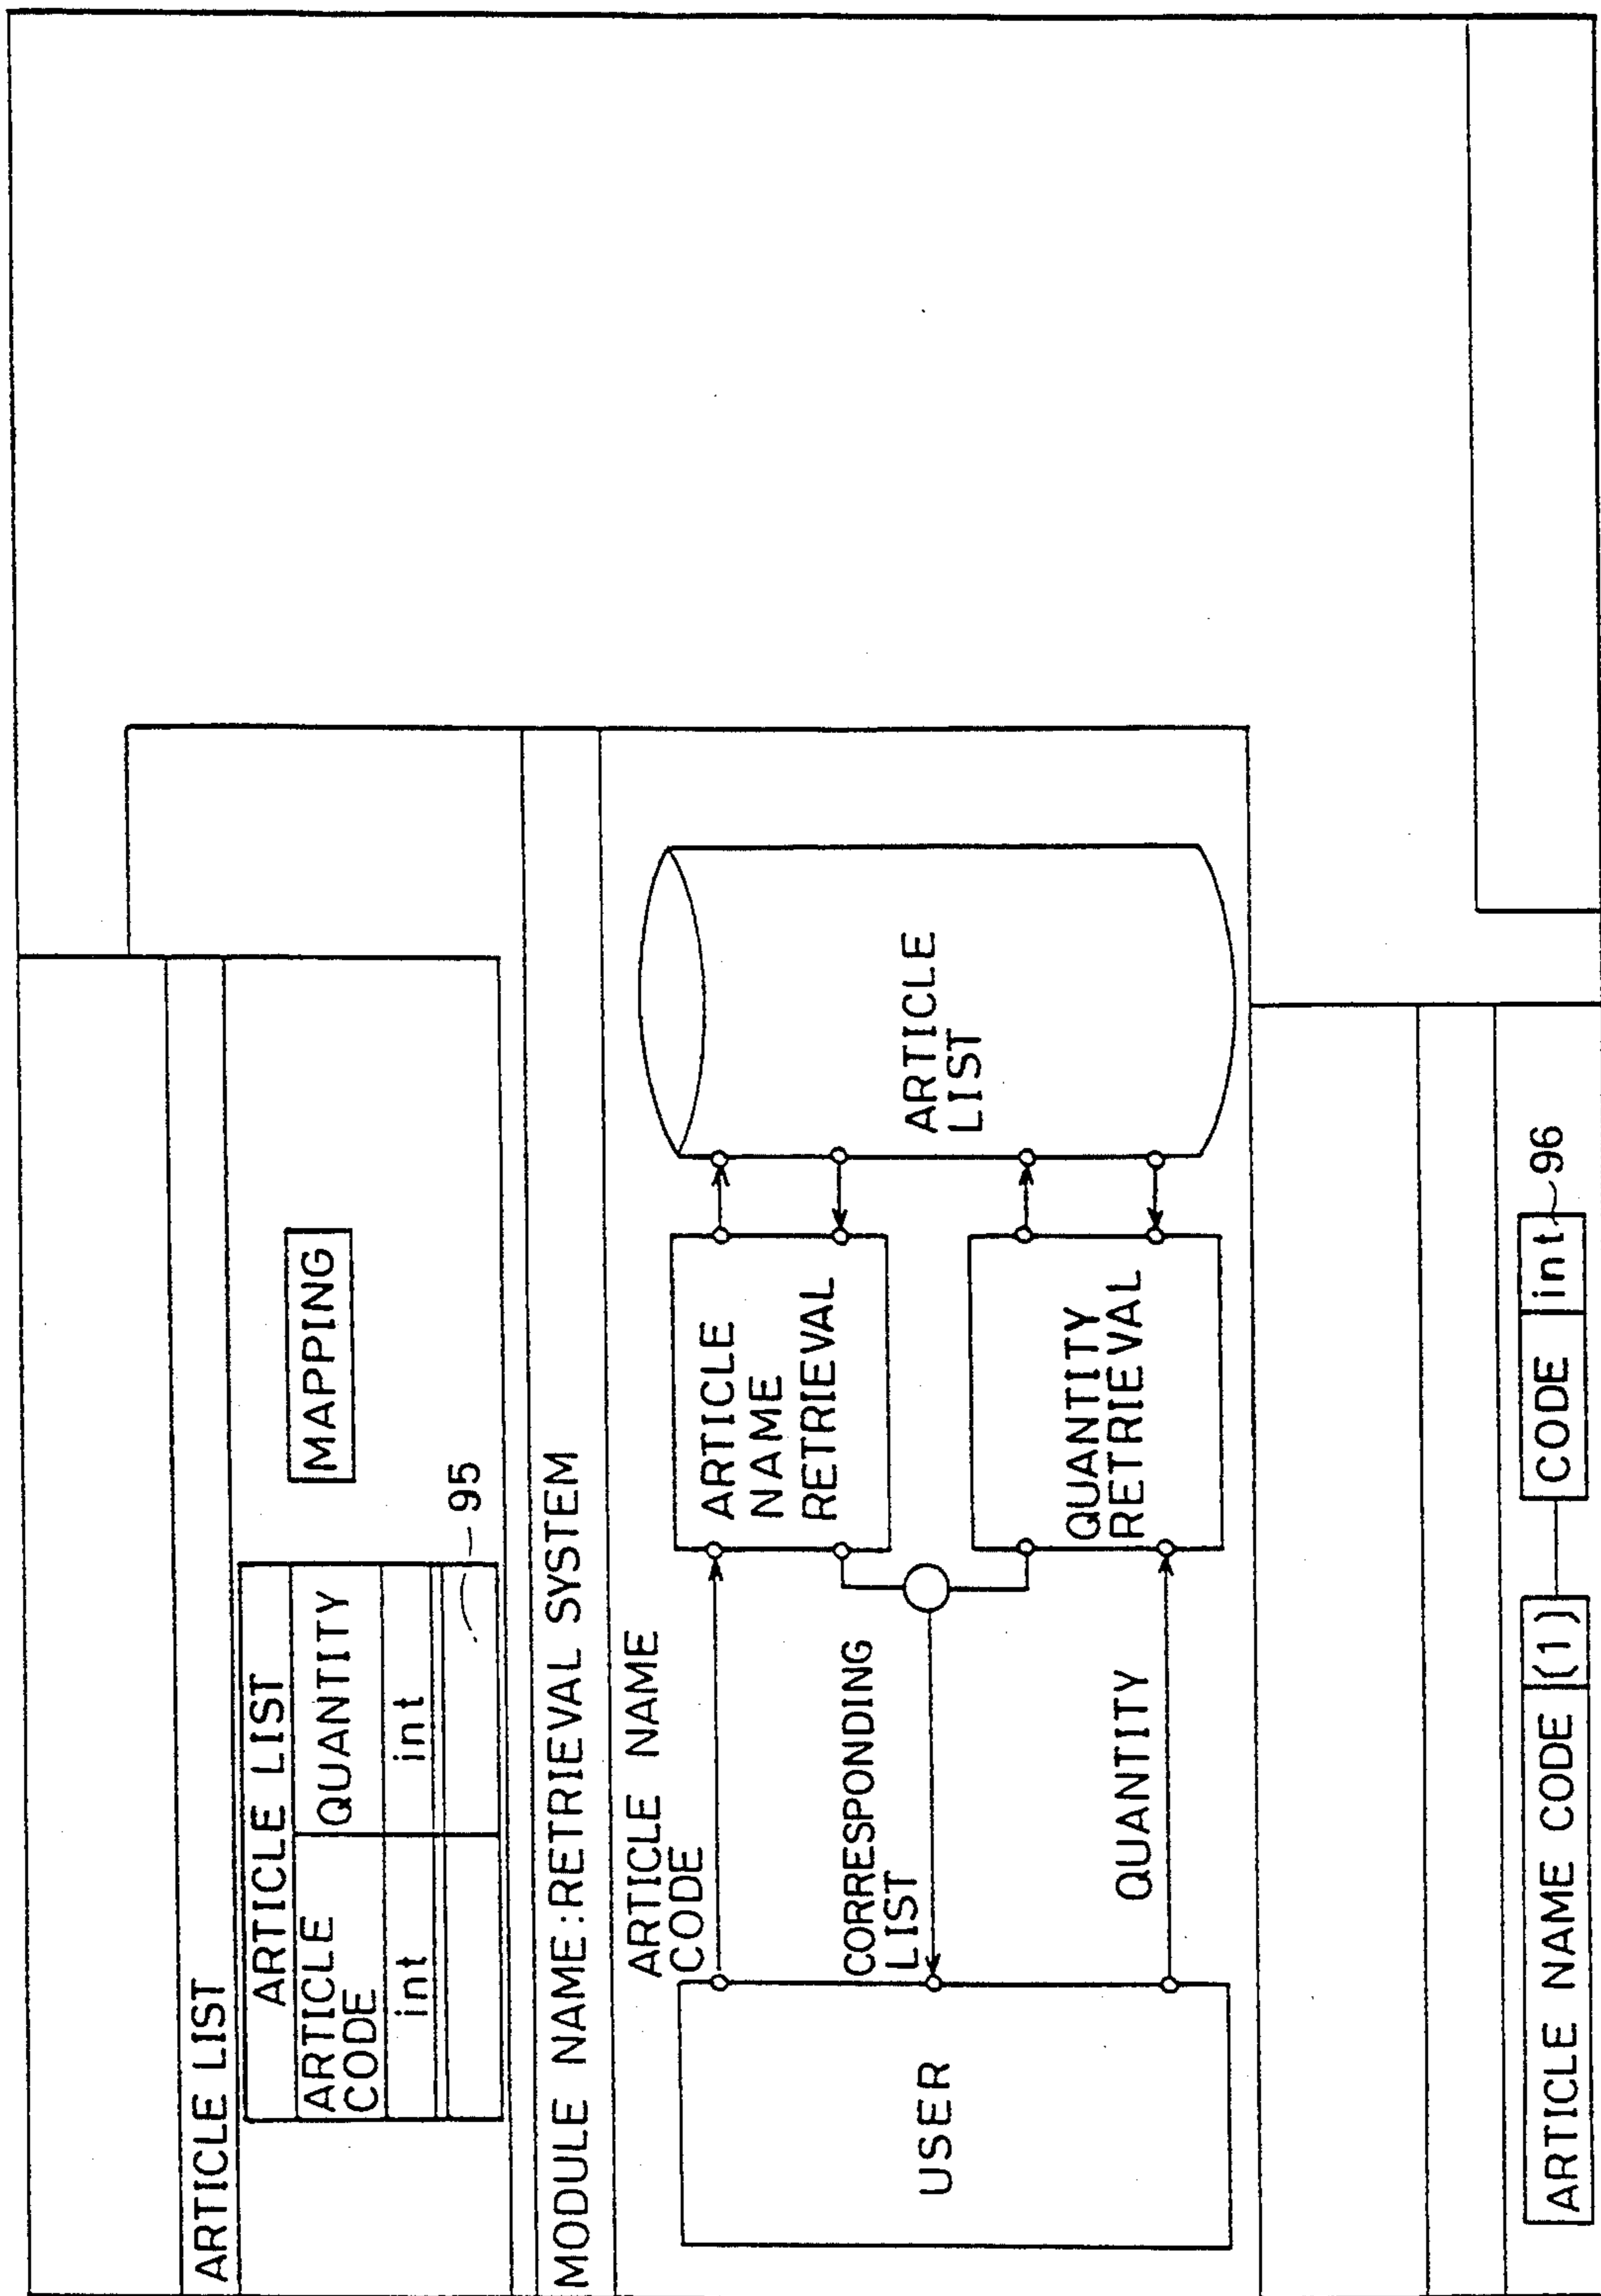 ARTICLE LIST
ARTICLE LIST
ARTICLE
CODE
QUANTITY
int
int
95
MAPPING
MODULE NAME:RETRIEVAL SYSTEM
ARTICLE NAME
CODE
CORRESPONDING
LIST
QUANTITY
USER
ARTICLE
NAME
RETRIEVAL
QUANTITY
RETRIEVAL
ARTICLE
LIST
ARTICLE NAME CODE (1)
CODE int 96